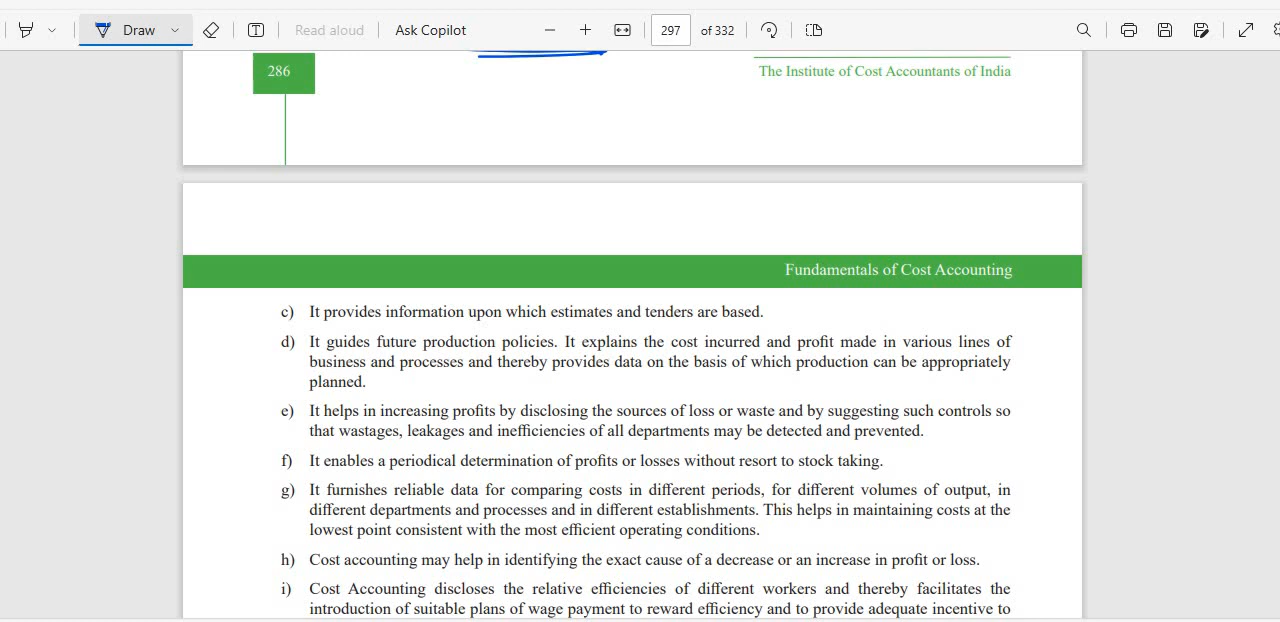 Draw
Read aloud
Ask Copilot
297 of 332
286
The Institute of Cost Accountants of India
Fundamentals of Cost Accounting
c) It provides information upon which estimates and tenders are based.
d) It guides future production policies. It explains the cost incurred and profit made in various lines of
business and processes and thereby provides data on the basis of which production can be appropriately
planned.
e) It helps in increasing profits by disclosing the sources of loss or waste and by suggesting such controls so
that wastages, leakages and inefficiencies of all departments may be detected and prevented.
f) It enables a periodical determination of profits or losses without resort to stock taking.
g) It furnishes reliable data for comparing costs in different periods, for different volumes of output, in
different departments and processes and in different establishments. This helps in maintaining costs at the
lowest point consistent with the most efficient operating conditions.
h) Cost accounting may help in identifying the exact cause of a decrease or an increase in profit or loss.
i) Cost Accounting discloses the relative efficiencies of different workers and thereby facilitates the
introduction of suitable plans of wage payment to reward efficiency and to provide adequate incentive to